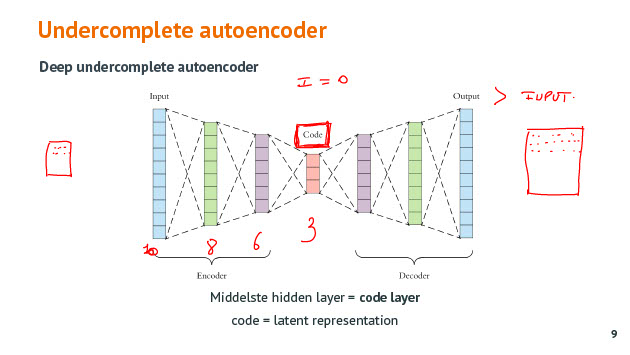 Undercomplete autoencoder
Deep undercomplete autoencoder
I = 0
Input
Output
> INPUT.
Code
10
8
6
3
Encoder
Decoder
Middelste hidden layer = code layer
code = latent representation
9